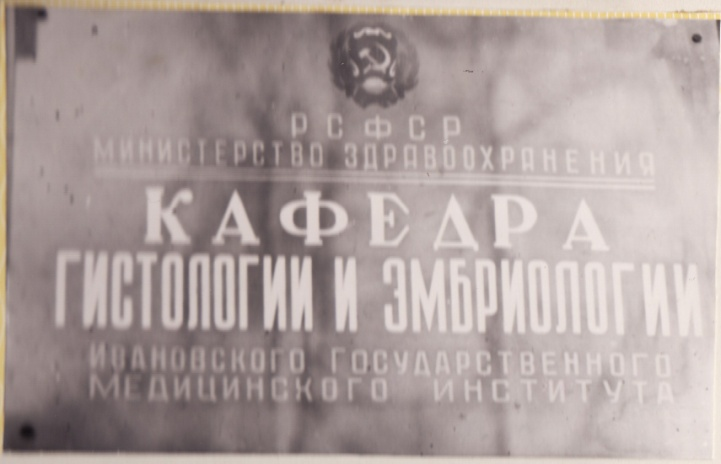 РСФСР
МИНИСТЕРСТВО ЗДРАВООХРАНЕНИЯ
КАФЕДРА
ГИСТОЛОГИИ И ЭМБРИОЛОГИИ
ИВАНОВСКОГО ГОСУДАРСТВЕННОГО
МЕДИЦИНСКОГО ИНСТИТУТА